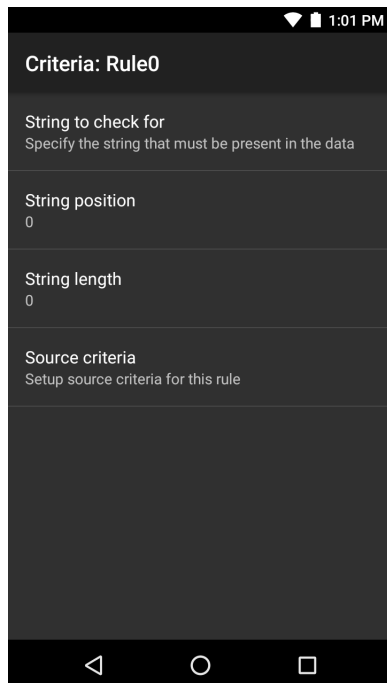 1:01 PM
Criteria: Rule0
String to check for
Specify the string that must be present in the data
String position
0
String length
0
Source criteria
Setup source criteria for this rule